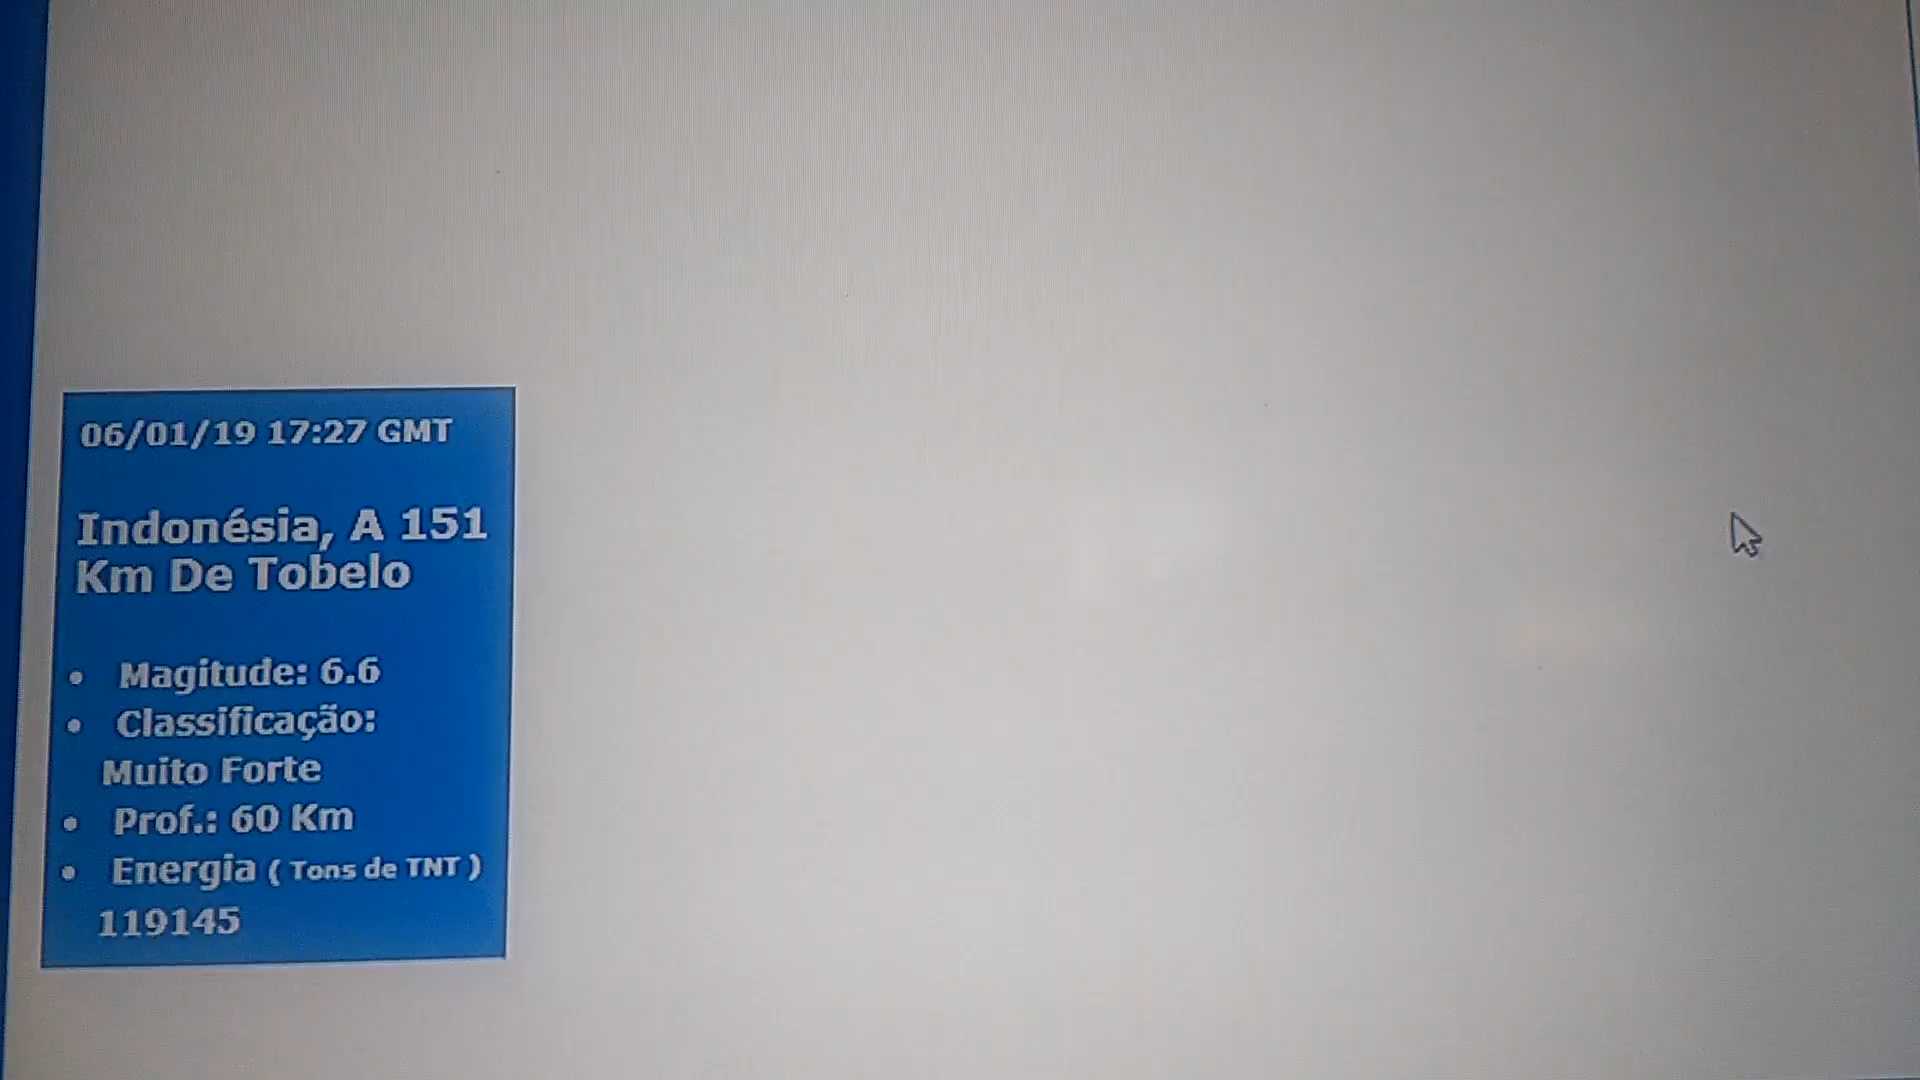 06/01/19 17:27 GMT
Indonésia, A 151
Km De Tobelo
• Magitude: 6.6
• Classificação:
Muito Forte
• Prof.: 60 Km
• Energia ( Tons de TNT )
119145